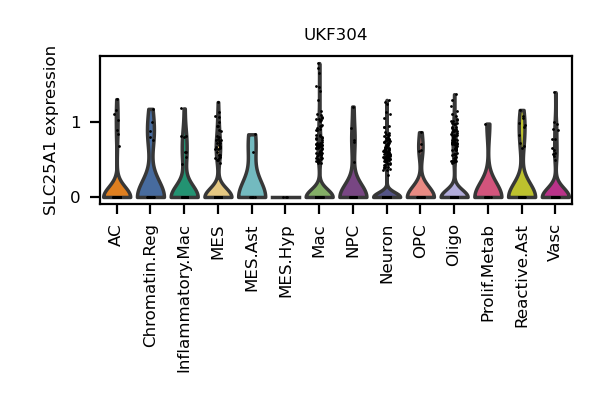 UKF304
SLC25A1 expression
1
0
AC
Chromatin.Reg
Inflammatory.Mac
MES
MES.Ast
MES.Hyp
Mac
NPC
Neuron
OPC
Oligo
Prolif.Metab
Reactive.Ast
Vasc